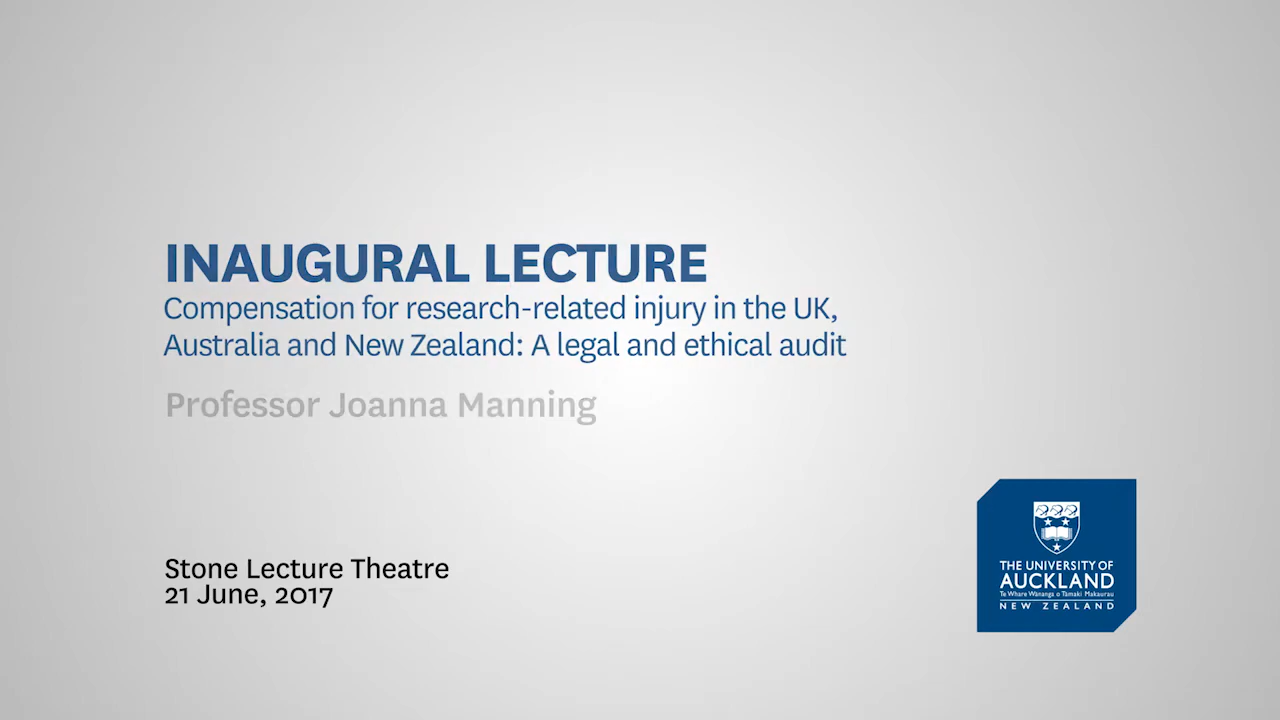 INAUGURAL LECTURE
Compensation for research-related injury in the UK,
Australia and New Zealand: A legal and ethical audit
Professor Joanna Manning
Stone Lecture Theatre
21 June, 2017
THE UNIVERSITY OF
AUCKLAND
Te Whare Wānanga o Tāmaki Makaurau
NEW ZEALAND